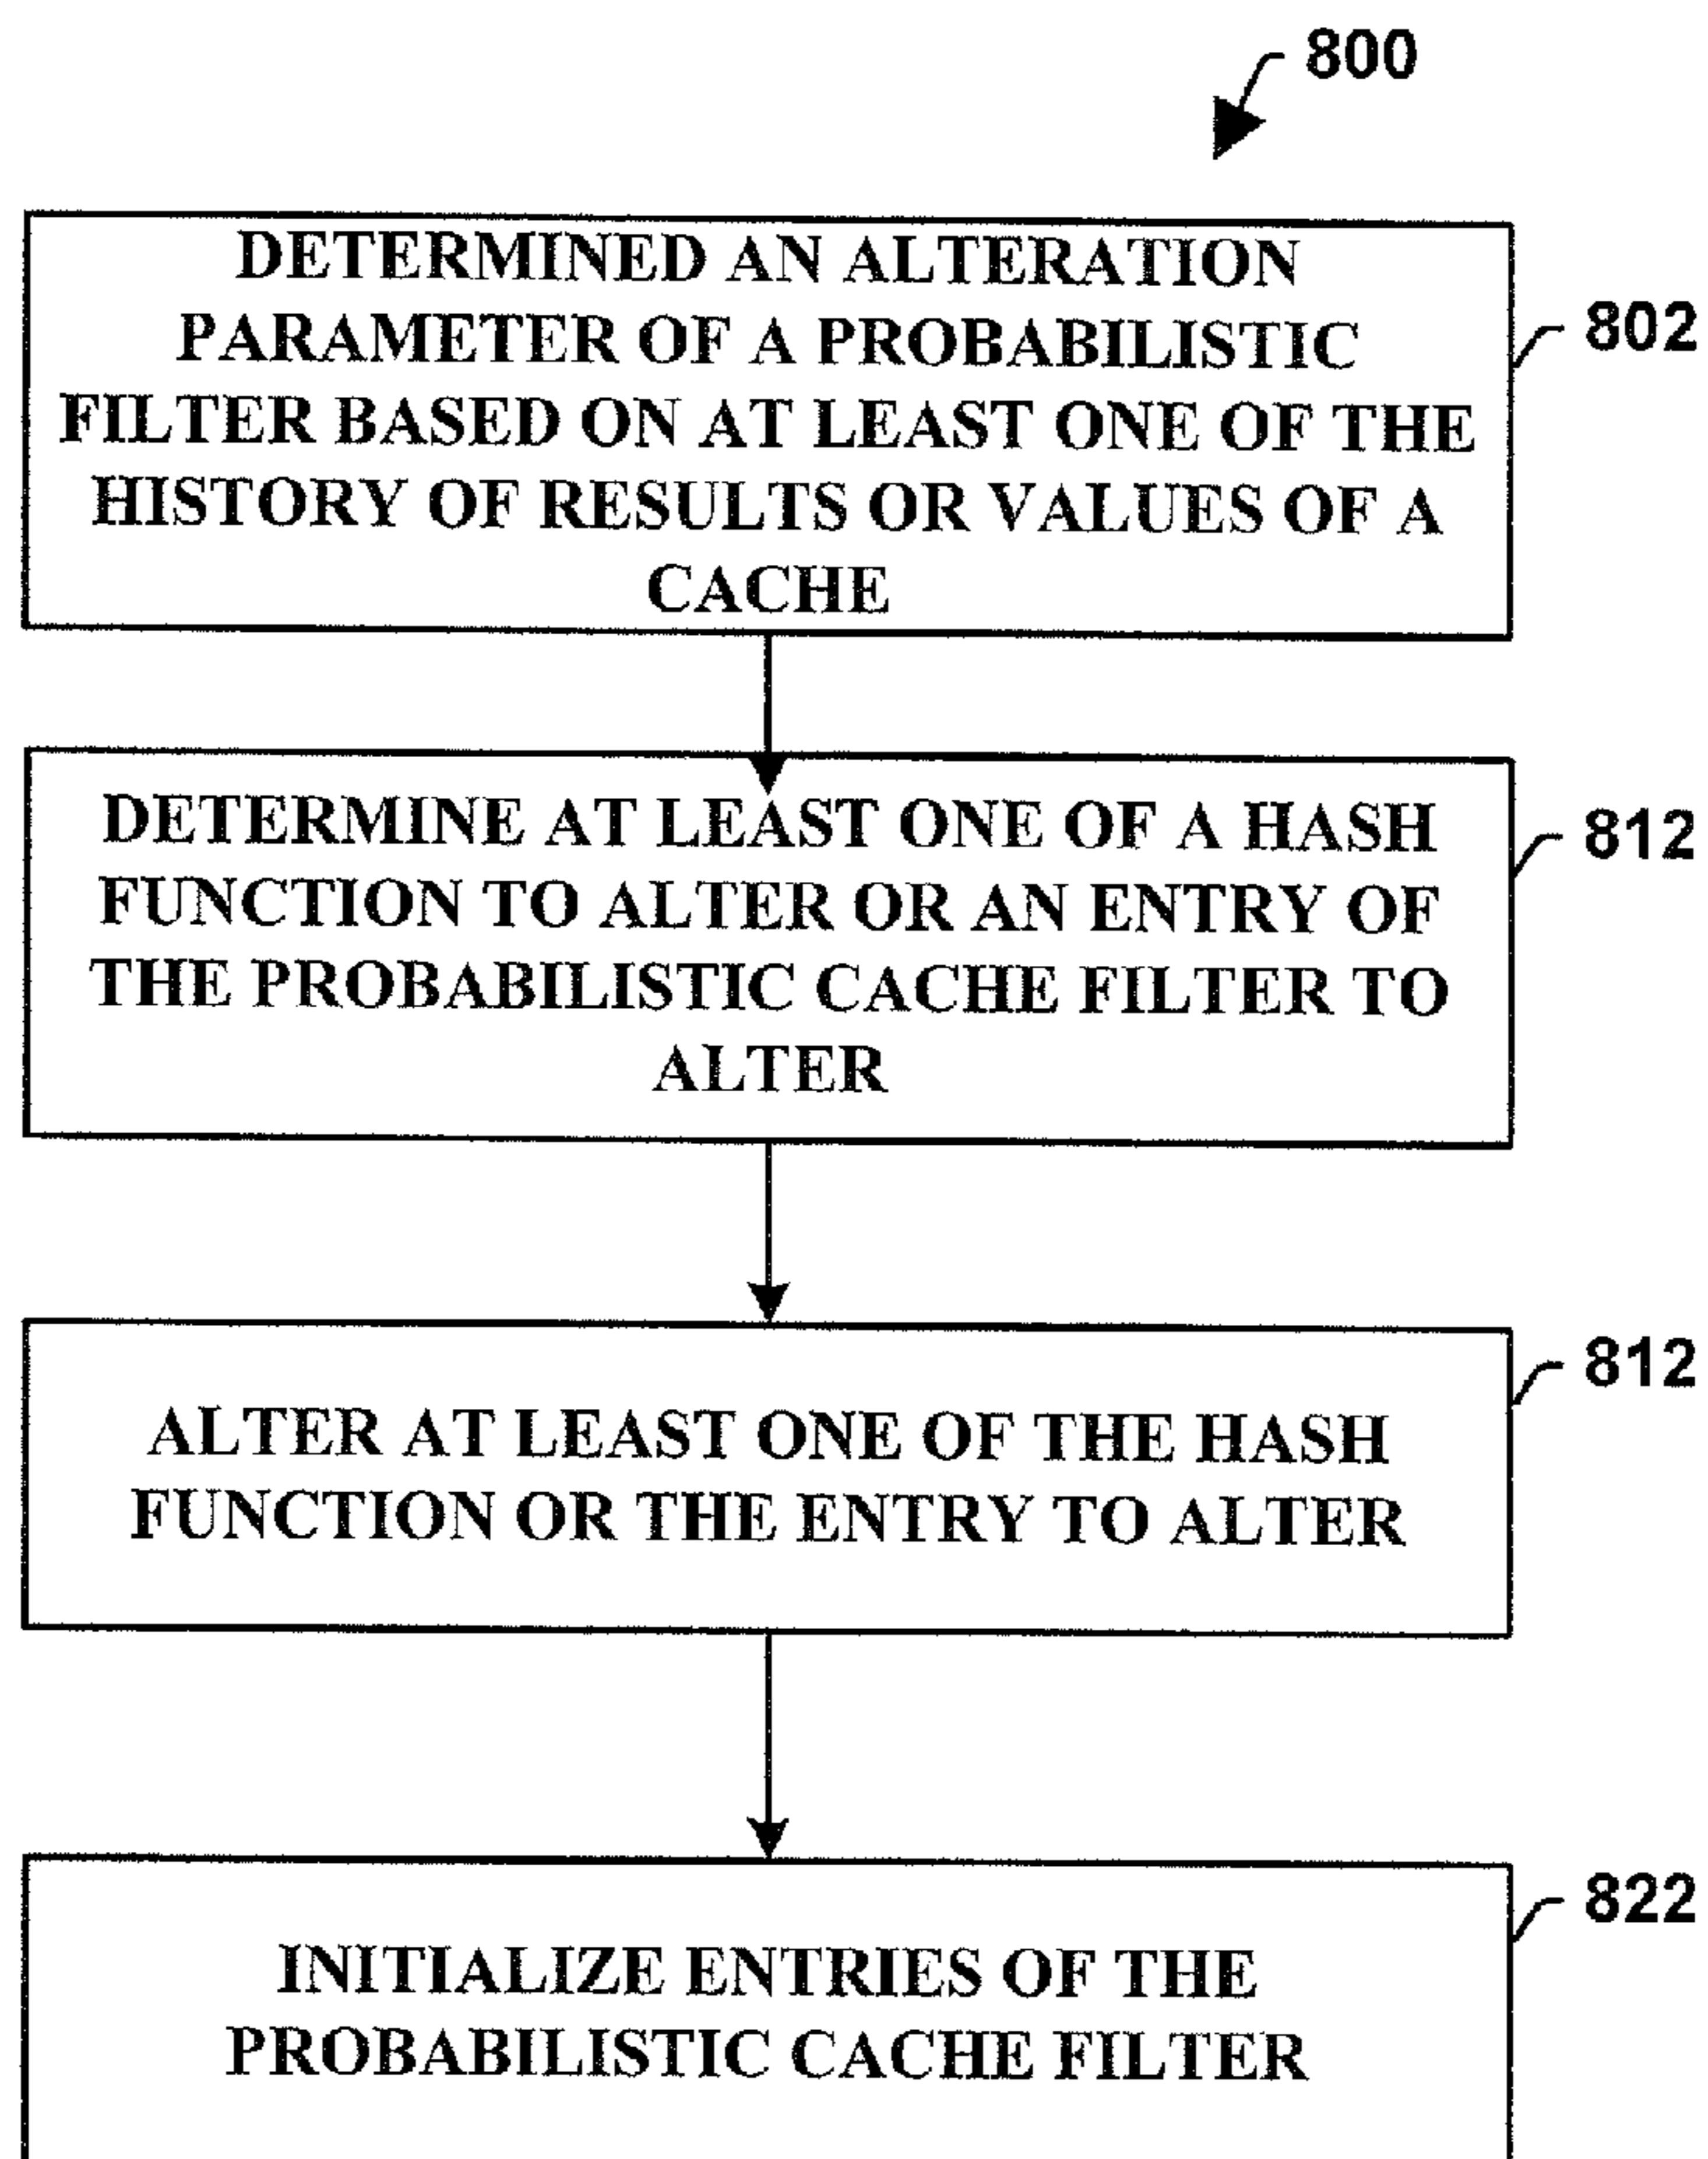 800
DETERMINED AN ALTERATION
PARAMETER OF A PROBABILISTIC
FILTER BASED ON AT LEAST ONE OF THE
HISTORY OF RESULTS OR VALUES OF A
CACHE
802
DETERMINE AT LEAST ONE OF A HASH
FUNCTION TO ALTER OR AN ENTRY OF
THE PROBABILISTIC CACHE FILTER TO
ALTER
812
ALTER AT LEAST ONE OF THE HASH
FUNCTION OR THE ENTRY TO ALTER
812
INITIALIZE ENTRIES OF THE
PROBABILISTIC CACHE FILTER
822